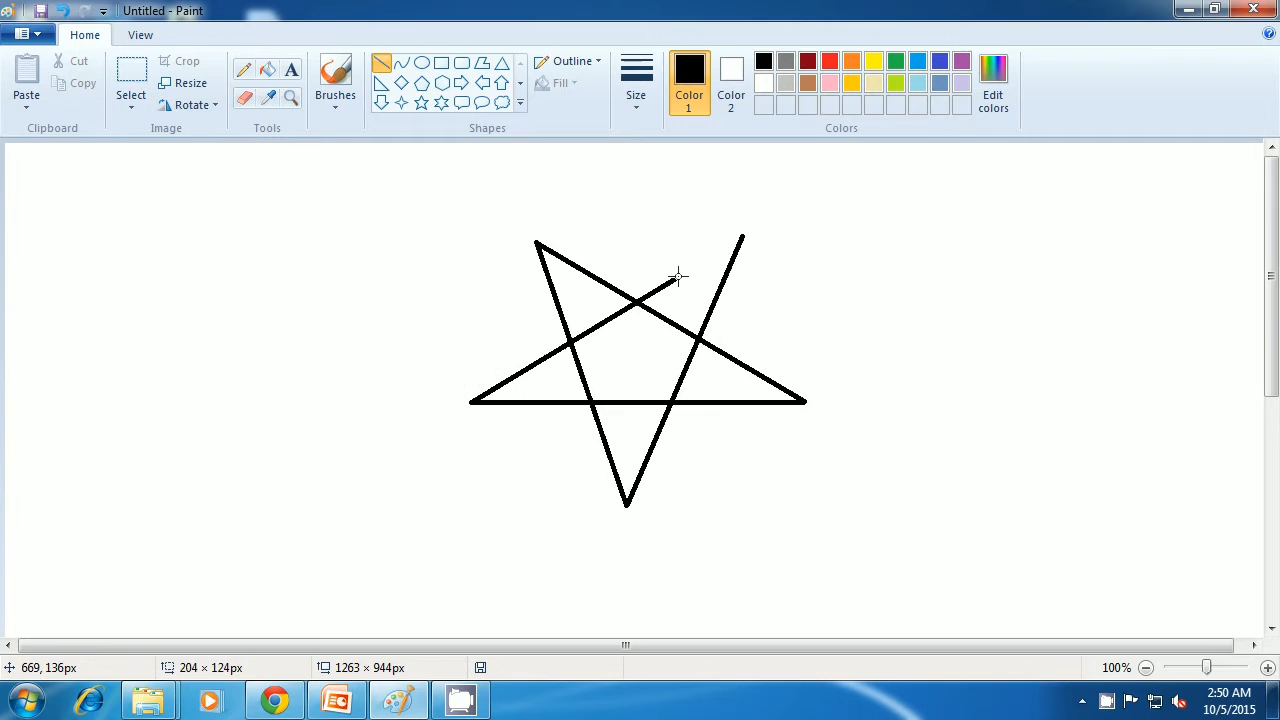 Untitled - Paint
Home View
Paste
Cut
Copy
Clipboard
Select
Crop
Resize
Rotate
Image
A
Tools
Brushes
Outline
Fill
Shapes
Size
Color 1
Color 2
Edit colors
Colors
669, 136px 204 × 124px 1263 × 944px 100%
2:50 AM
10/5/2015